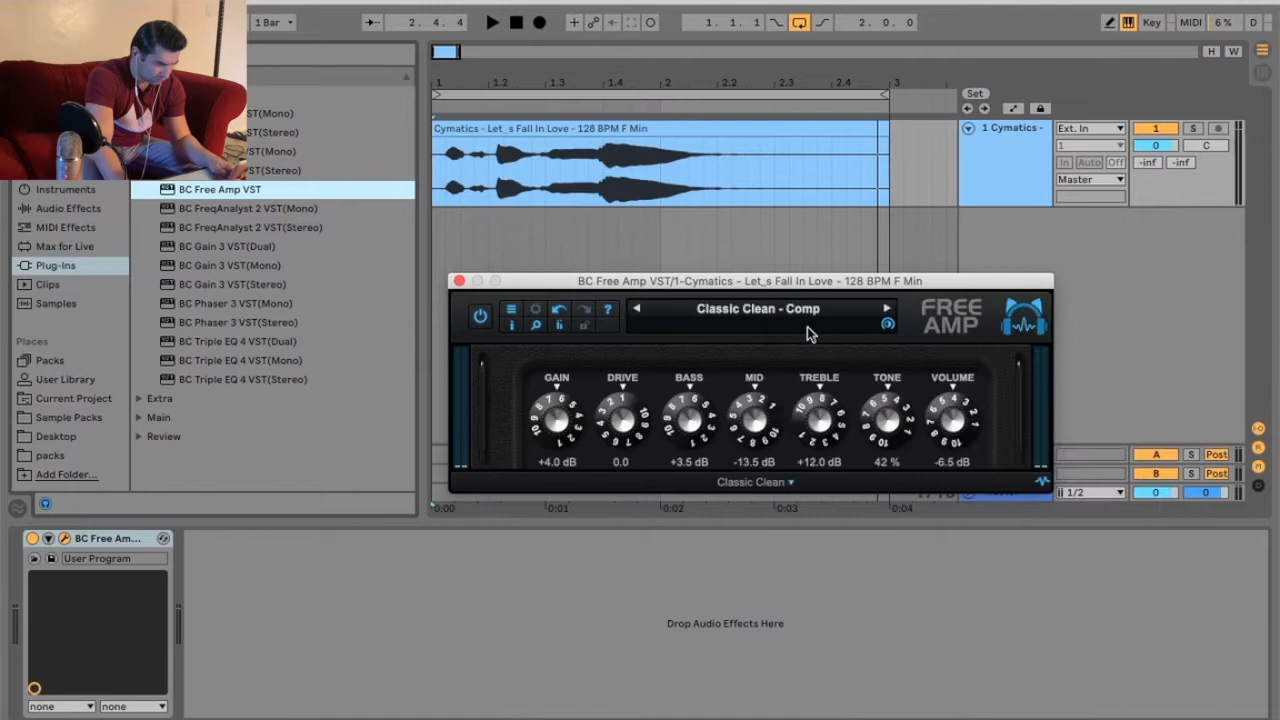 1 Bar
2. 4. 4
1. 1. 1
2. 0. 0
Key
MIDI
6 %
D
H W
1 1.2 1.3 1.4 2 2.2 2.3 2.4 3
Set
Cymatics - Let_s Fall In Love - 128 BPM F Min
1 Cymatics -
Ext. In
1 S
1
0 C
In Auto Off
-inf -inf
Master
ST(Mono)
ST(Stereo)
ST(Mono)
ST(Stereo)
Instruments
Audio Effects
MIDI Effects
Max for Live
Plug-Ins
Clips
Samples
Places
Packs
User Library
Current Project
Sample Packs
Desktop
packs
Add Folder...
BC Free Amp VST
BC FreqAnalyst 2 VST(Mono)
BC FreqAnalyst 2 VST(Stereo)
BC Gain 3 VST(Dual)
BC Gain 3 VST(Mono)
BC Gain 3 VST(Stereo)
BC Phaser 3 VST(Mono)
BC Phaser 3 VST(Stereo)
BC Triple EQ 4 VST(Dual)
BC Triple EQ 4 VST(Mono)
BC Triple EQ 4 VST(Stereo)
Extra
Main
Review
BC Free Amp VST/1-Cymatics - Let_s Fall In Love - 128 BPM F Min
Classic Clean - Comp
FREE
AMP
GAIN DRIVE BASS MID TREBLE TONE VOLUME
+4.0 dB 0.0 +3.5 dB -13.5 dB +12.0 dB 42 % -6.5 dB
Classic Clean
A S Post
B S Post
1/2 0 0
0:00 0:01 0:02 0:03 0:04
BC Free Am...
User Program
none none
Drop Audio Effects Here